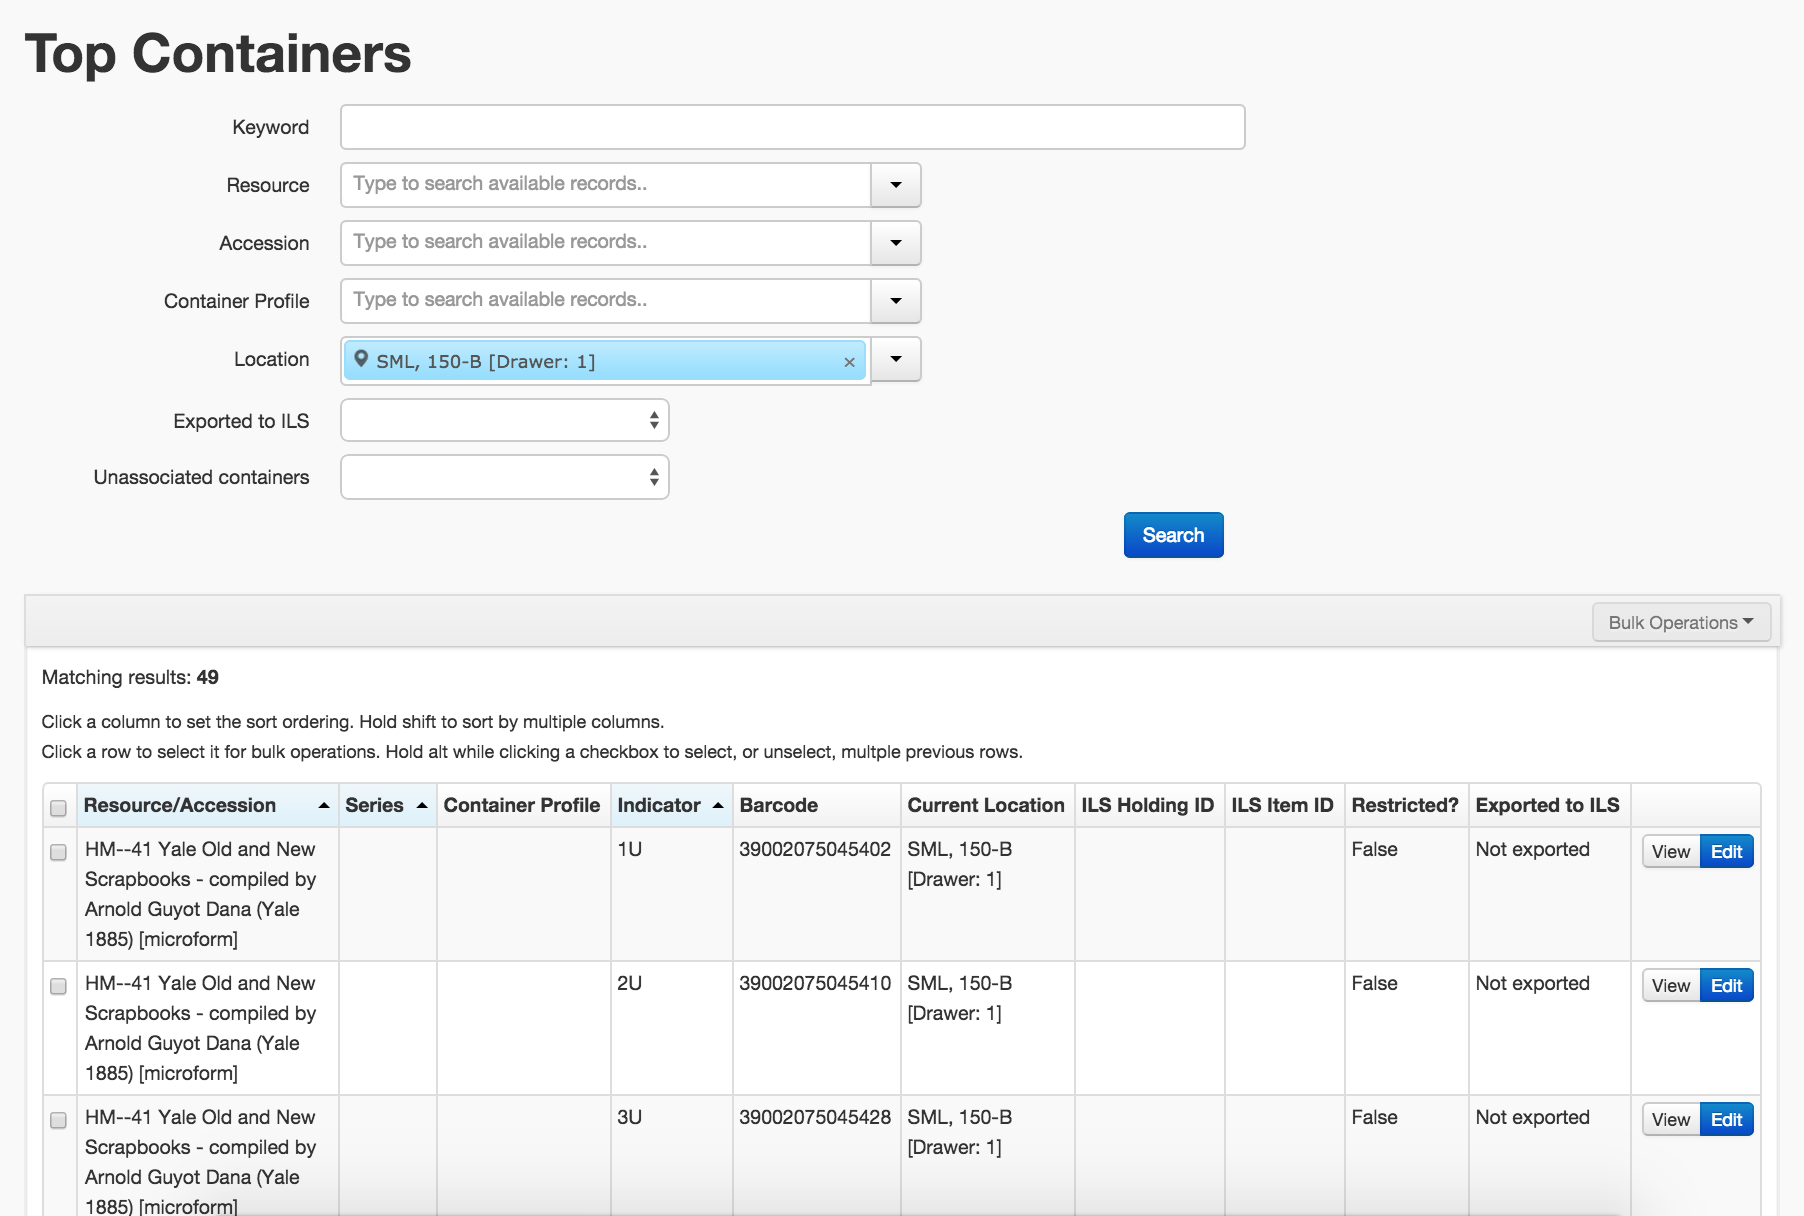 Top Containers
Keyword
Resource Type to search available records..
Accession Type to search available records..
Container Profile Type to search available records..
Location SML, 150-B [Drawer: 1] ×
Exported to ILS
Unassociated containers
Search
Bulk Operations
Matching results: 49
Click a column to set the sort ordering. Hold shift to sort by multiple columns.
Click a row to select it for bulk operations. Hold alt while clicking a checkbox to select, or unselect, multple previous rows.
Resource/Accession Series Container Profile Indicator Barcode Current Location ILS Holding ID ILS Item ID Restricted? Exported to ILS
HM--41 Yale Old and New 1U 39002075045402 SML, 150-B False Not exported View Edit
Scrapbooks - compiled by [Drawer: 1]
Arnold Guyot Dana (Yale
1885) [microform]
HM--41 Yale Old and New 2U 39002075045410 SML, 150-B False Not exported View Edit
Scrapbooks - compiled by [Drawer: 1]
Arnold Guyot Dana (Yale
1885) [microform]
HM--41 Yale Old and New 3U 39002075045428 SML, 150-B False Not exported View Edit
Scrapbooks - compiled by [Drawer: 1]
Arnold Guyot Dana (Yale
1885) [microform]